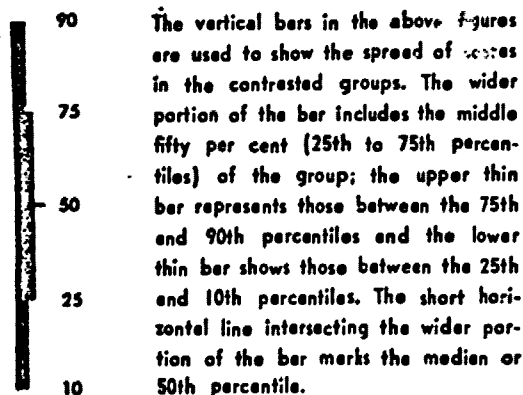 90
75
50
25
10
The vertical bars in the above figures
are used to show the spread of scores
in the contrasted groups. The wider
portion of the bar includes the middle
fifty per cent (25th to 75th percen-
tiles) of the group; the upper thin
bar represents those between the 75th
and 90th percentiles and the lower
thin bar shows those between the 25th
and 10th percentiles. The short hori-
zontal line intersecting the wider por-
tion of the bar marks the median or
50th percentile.